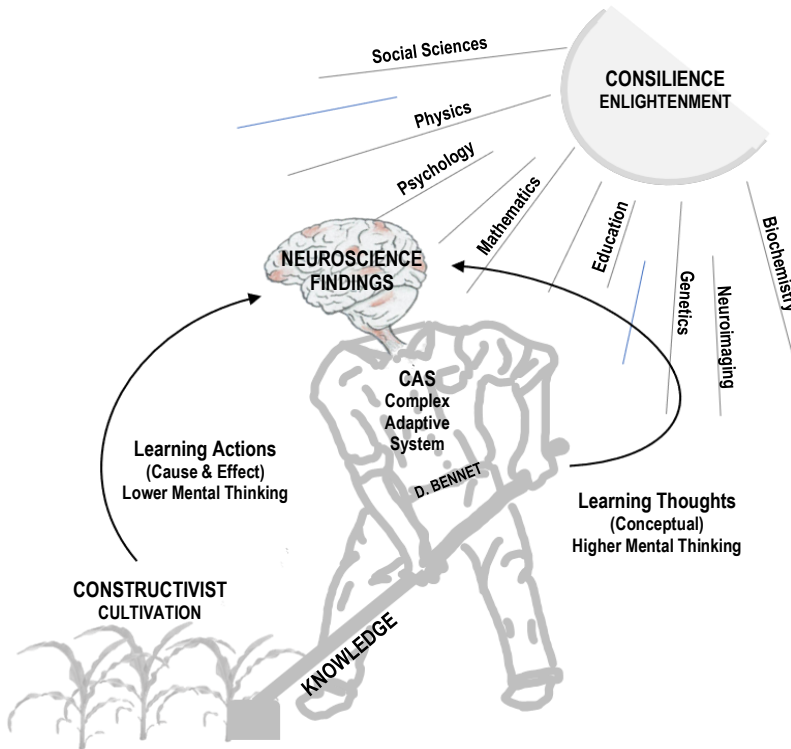 Social Sciences
CONSILIENCE
ENLIGHTENMENT
Physics
Psychology
Mathematics
Education
Genetics
Neuroimaging
Biochemistry
NEUROSCIENCE
FINDINGS
CAS
Complex
Adaptive
System
D. BENNET
Learning Actions
(Cause & Effect)
Lower Mental Thinking
Learning Thoughts
(Conceptual)
Higher Mental Thinking
CONSTRUCTIVIST
CULTIVATION
KNOWLEDGE